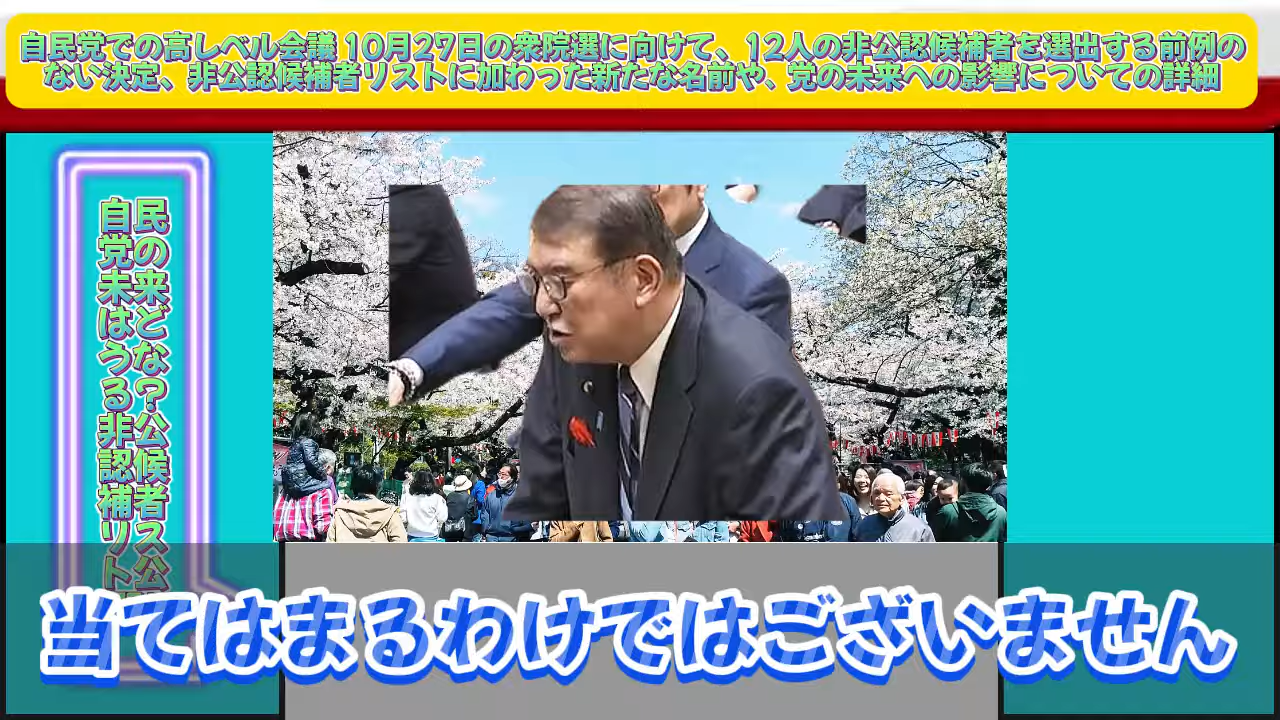 自民党での高レベル会議 10月27日の衆院選に向けて、12人の非公認候補者を選出する前例の
ない決定、非公認候補者リストに加わった新たな名前や、党の未来への影響についての詳細
自民
党の
未来
はど
うな
る?
非公
認候
補者
リス
ト公
当てはまるわけではございません